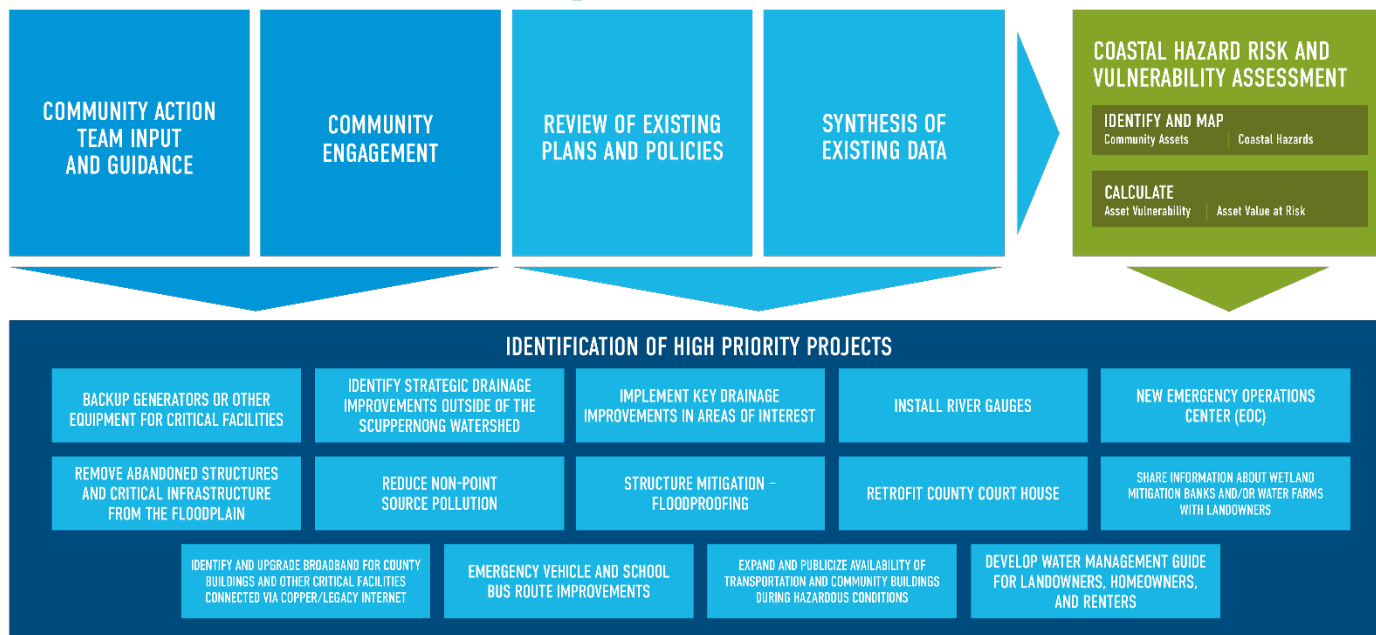 COMMUNITY ACTION
TEAM INPUT
AND GUIDANCE
COMMUNITY
ENGAGEMENT
REVIEW OF EXISTING
PLANS AND POLICIES
SYNTHESIS OF
EXISTING DATA
COASTAL HAZARD RISK AND
VULNERABILITY ASSESSMENT
IDENTIFY AND MAP
Community Assets | Coastal Hazards
CALCULATE
Asset Vulnerability | Asset Value at Risk
IDENTIFICATION OF HIGH PRIORITY PROJECTS
BACKUP GENERATORS OR OTHER
EQUIPMENT FOR CRITICAL FACILITIES
IDENTIFY STRATEGIC DRAINAGE
IMPROVEMENTS OUTSIDE OF THE
SCUPPERNONG WATERSHED
IMPLEMENT KEY DRAINAGE
IMPROVEMENTS IN AREAS OF INTEREST
INSTALL RIVER GAUGES
NEW EMERGENCY OPERATIONS
CENTER (EOC)
REMOVE ABANDONED STRUCTURES
AND CRITICAL INFRASTRUCTURE
FROM THE FLOODPLAIN
REDUCE NON-POINT
SOURCE POLLUTION
STRUCTURE MITIGATION –
FLOODPROOFING
RETROFIT COUNTY COURT HOUSE
SHARE INFORMATION ABOUT WETLAND
MITIGATION BANKS AND/OR WATER FARMS
WITH LANDOWNERS
IDENTIFY AND UPGRADE BROADBAND FOR COUNTY
BUILDINGS AND OTHER CRITICAL FACILITIES
CONNECTED VIA COPPER/LEGACY INTERNET
EMERGENCY VEHICLE AND SCHOOL
BUS ROUTE IMPROVEMENTS
EXPAND AND PUBLICIZE AVAILABILITY OF
TRANSPORTATION AND COMMUNITY BUILDINGS
DURING HAZARDOUS CONDITIONS
DEVELOP WATER MANAGEMENT GUIDE
FOR LANDOWNERS, HOMEOWNERS,
AND RENTERS